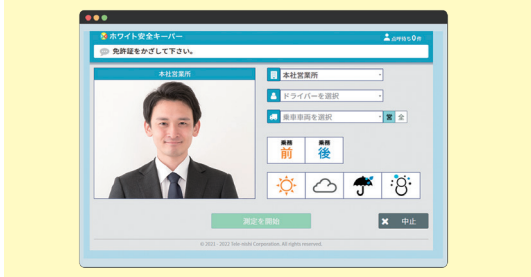 ホワイト安全キーパー
点呼待ち0件
免許証をかざして下さい。
本社営業所
本社営業所
ドライバーを選択
乗車車両を選択
営 全
業務 前
業務 後
測定を開始
中止
© 2021 - 2022 Tele-nishi Corporation. All rights reserved.